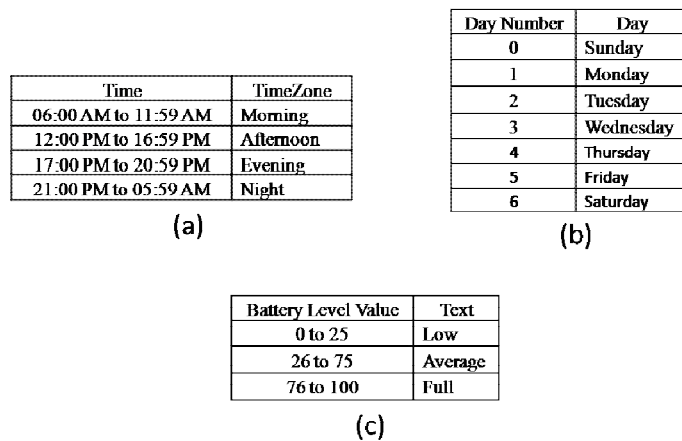 Time TimeZone
06:00 AM to 11:59 AM Morning
12:00 PM to 16:59 PM Afternoon
17:00 PM to 20:59 PM Evening
21:00 PM to 05:59 AM Night
(a)
Day Number Day
0 Sunday
1 Monday
2 Tuesday
3 Wednesday
4 Thursday
5 Friday
6 Saturday
(b)
Battery Level Value Text
0 to 25 Low
26 to 75 Average
76 to 100 Full
(c)